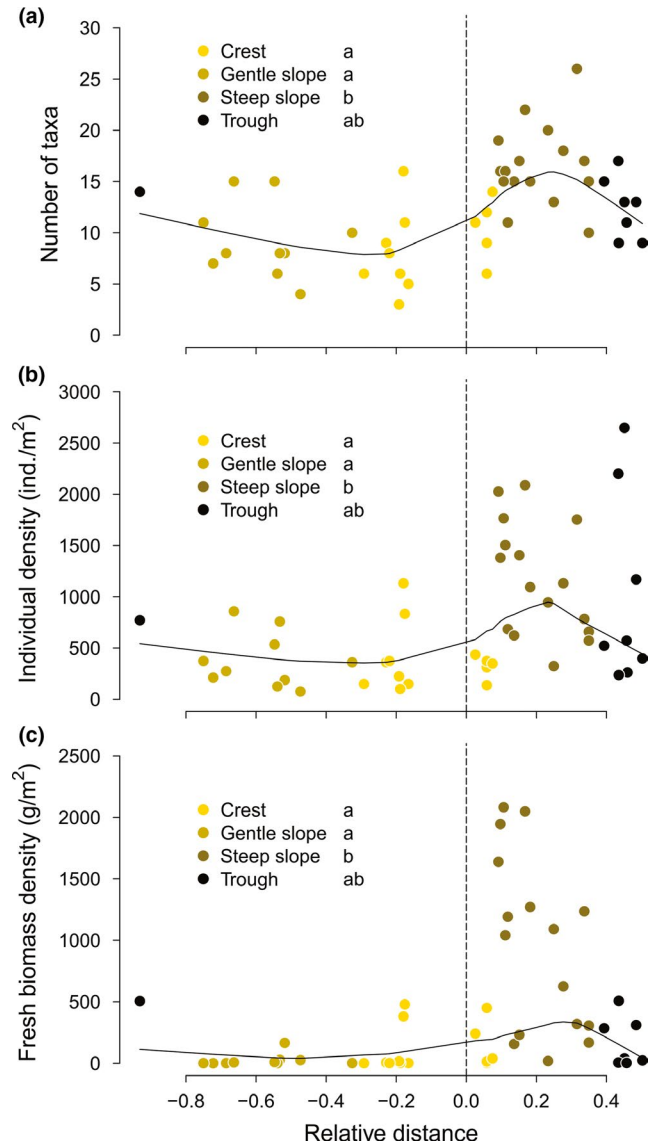 (a)
30
25
20
15
10
5
0
Number of taxa
Crest a
Gentle slope a
Steep slope b
Trough ab
−0.8 −0.6 −0.4 −0.2 0.0 0.2 0.4
(b)
3000
2500
2000
1500
1000
500
0
Individual density (ind./m²)
Crest a
Gentle slope a
Steep slope b
Trough ab
(c)
2500
2000
1500
1000
500
0
Fresh biomass density (g/m²)
Crest a
Gentle slope a
Steep slope b
Trough ab
Relative distance